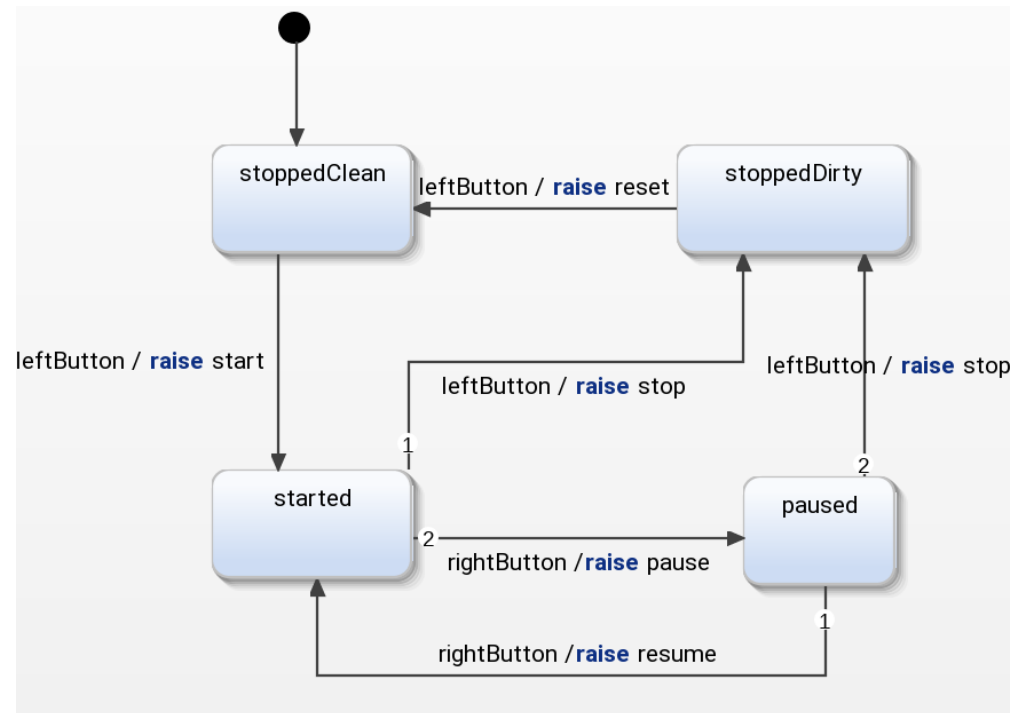 stoppedClean
leftButton / raise reset
stoppedDirty
leftButton / raise start
leftButton / raise stop
leftButton / raise stop
1
2
started
2
rightButton /raise pause
paused
1
rightButton /raise resume